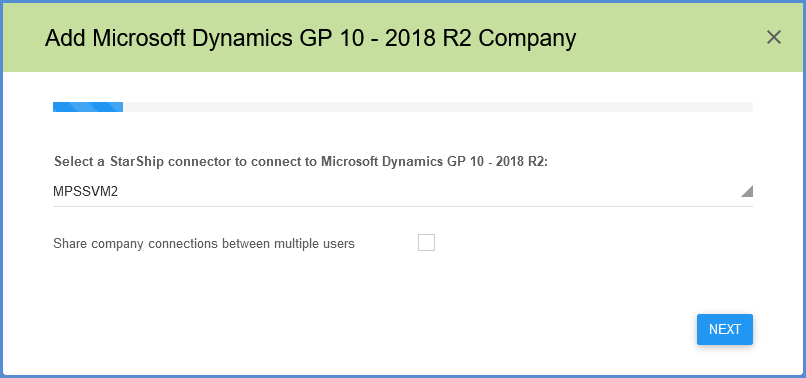 Add Microsoft Dynamics GP 10 - 2018 R2 Company
Select a StarShip connector to connect to Microsoft Dynamics GP 10 - 2018 R2:
MPSSVM2
Share company connections between multiple users
NEXT